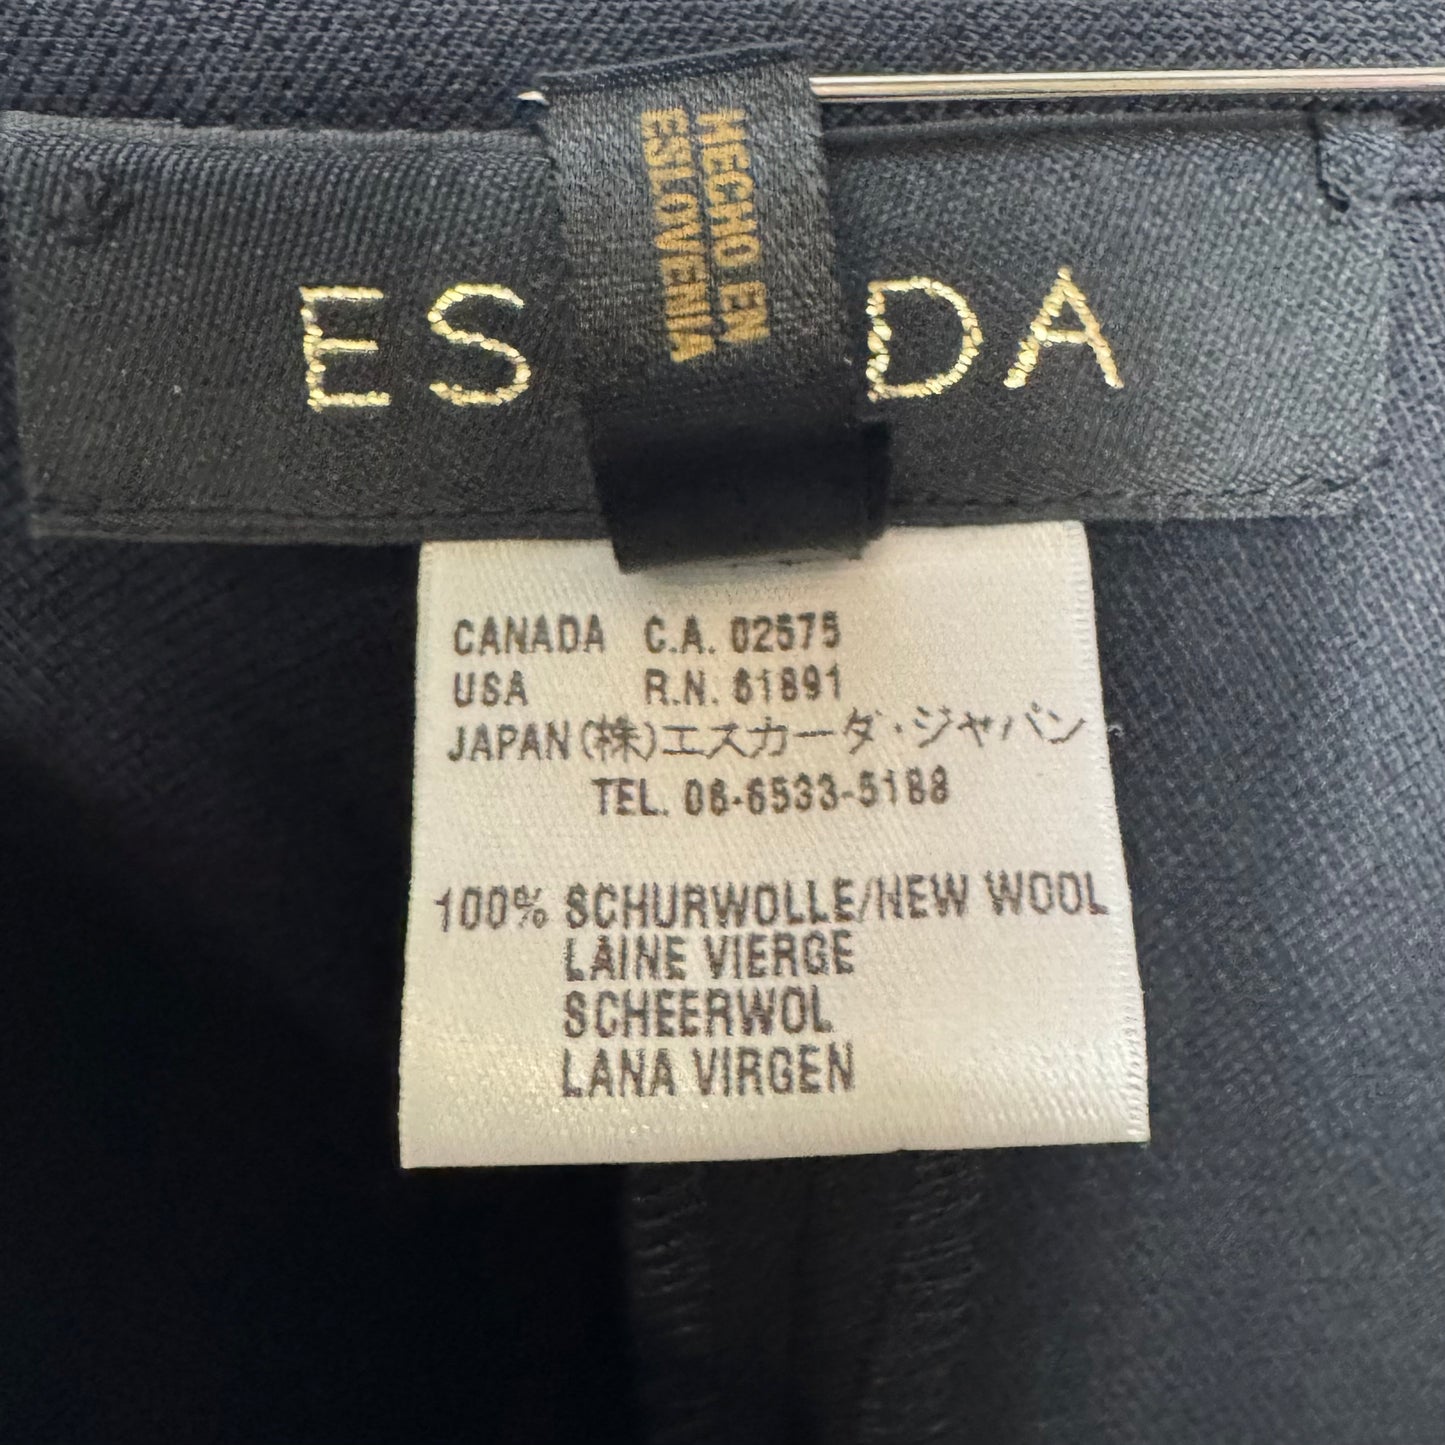 HECHO EN
ESLOVENIA
ES DA
CANADA C.A. 02575
USA R.N. 61891
JAPAN (株)エスカーダ・ジャパン
TEL. 06-6533-5188
100% SCHURWOLLE/NEW WOOL
LAINE VIERGE
SCHEERWOL
LANA VIRGEN